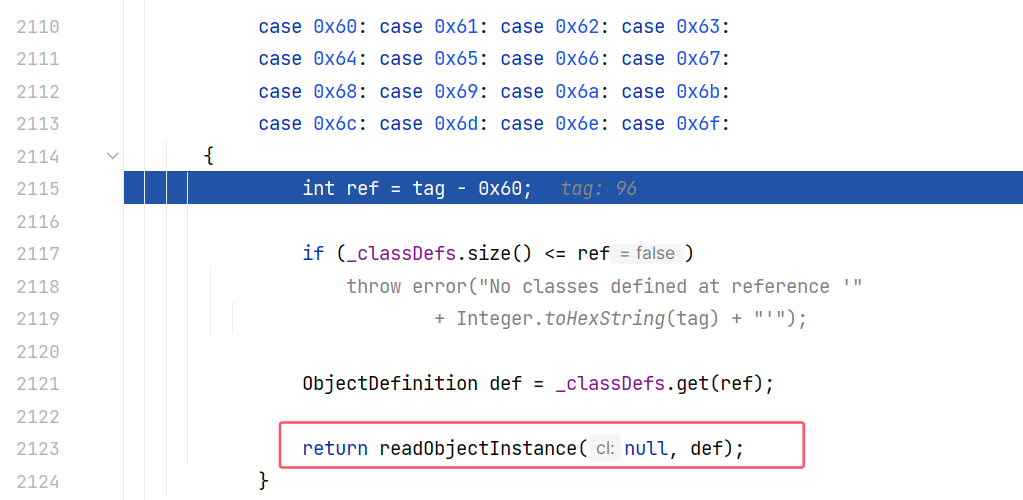 2110 case 0x60: case 0x61: case 0x62: case 0x63:
2111 case 0x64: case 0x65: case 0x66: case 0x67:
2112 case 0x68: case 0x69: case 0x6a: case 0x6b:
2113 case 0x6c: case 0x6d: case 0x6e: case 0x6f:
2114 {
2115 int ref = tag - 0x60; tag: 96
2116
2117 if (_classDefs.size() <= ref = false )
2118 throw error("No classes defined at reference '"
2119 + Integer.toHexString(tag) + "'");
2120
2121 ObjectDefinition def = _classDefs.get(ref);
2122
2123 return readObjectInstance( cl: null, def);
2124 }